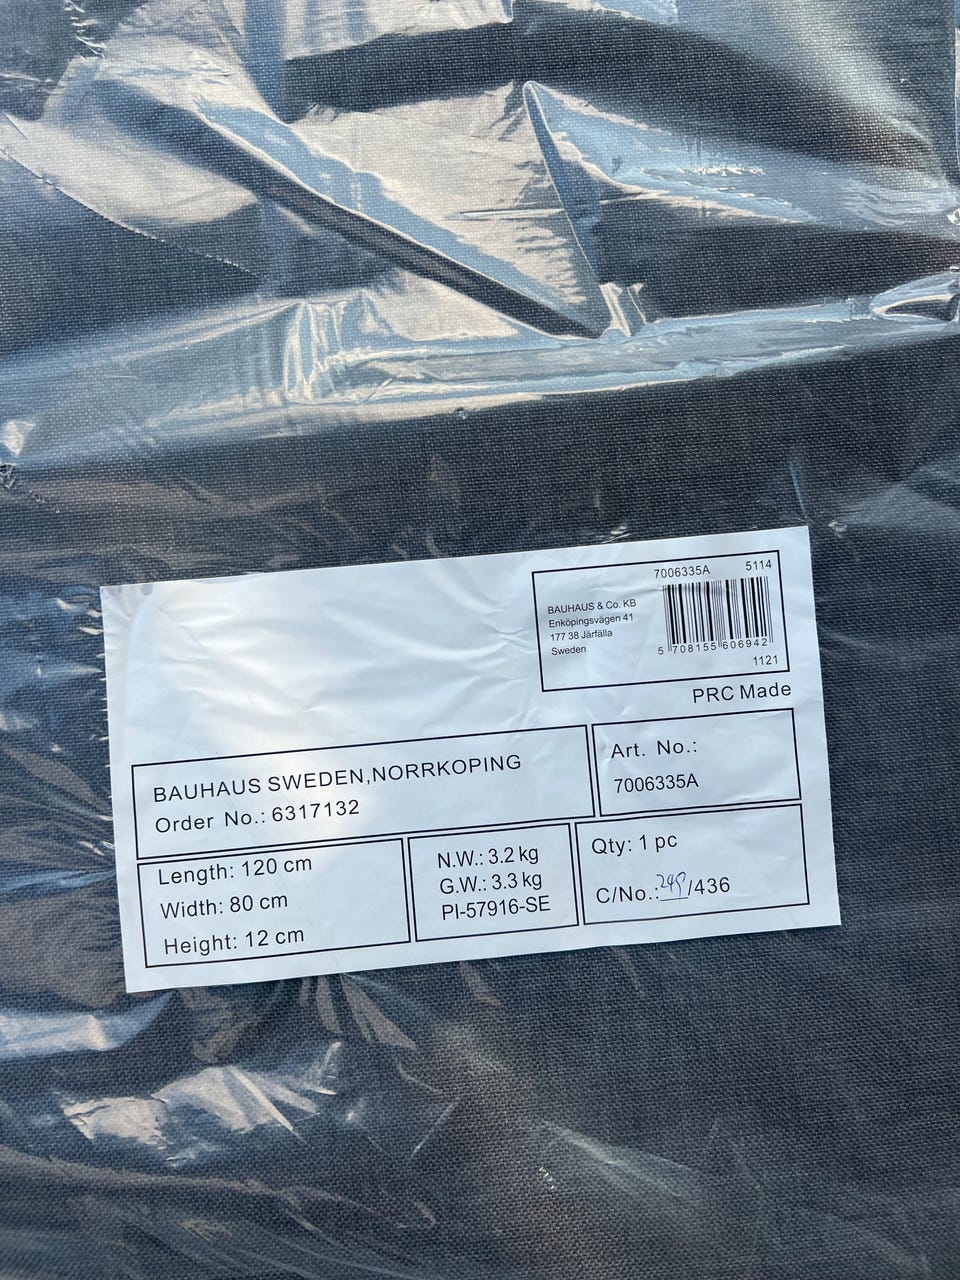 7006335A 5114
BAUHAUS & Co. KB
Enköpingsvägen 41
177 38 Järfälla
Sweden
5 708155 606942
1121
PRC Made
BAUHAUS SWEDEN,NORRKOPING
Order No.: 6317132
Art. No.:
7006335A
Length: 120 cm
Width: 80 cm
Height: 12 cm
N.W.: 3.2 kg
G.W.: 3.3 kg
PI-57916-SE
Qty: 1 pc
C/No.: /436